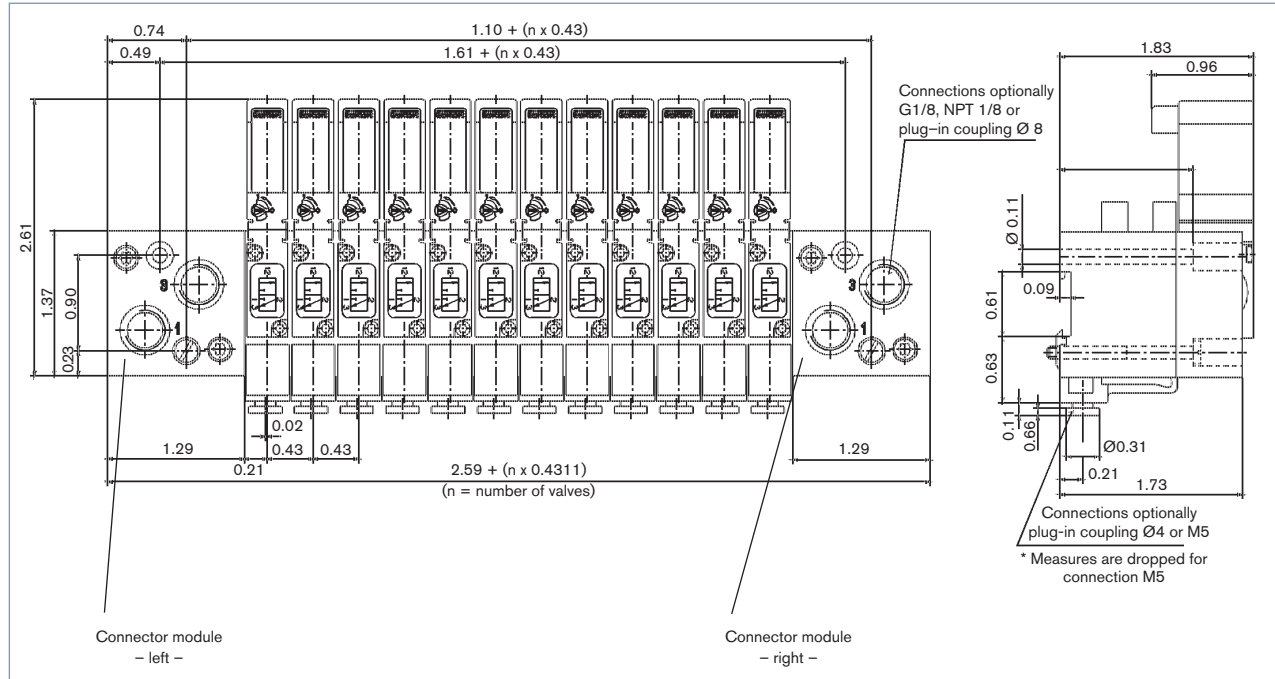 0.74
1.10 + (n x 0.43)
0.49
1.61 + (n x 0.43)
1.83
0.96
Connections optionally
G1/8, NPT 1/8 or
plug-in coupling Ø 8
2.61
1.37
0.90
0.23
3
1
3
1
Ø 0.11
0.09
0.61
0.63
0.11
0.66
Ø0.31
0.21
1.73
0.02
1.29
0.21
0.43
0.43
1.29
2.59 + (n x 0.4311)
(n = number of valves)
Connections optionally
plug-in coupling Ø4 or M5
* Measures are dropped for
connection M5
Connector module
– left –
Connector module
– right –